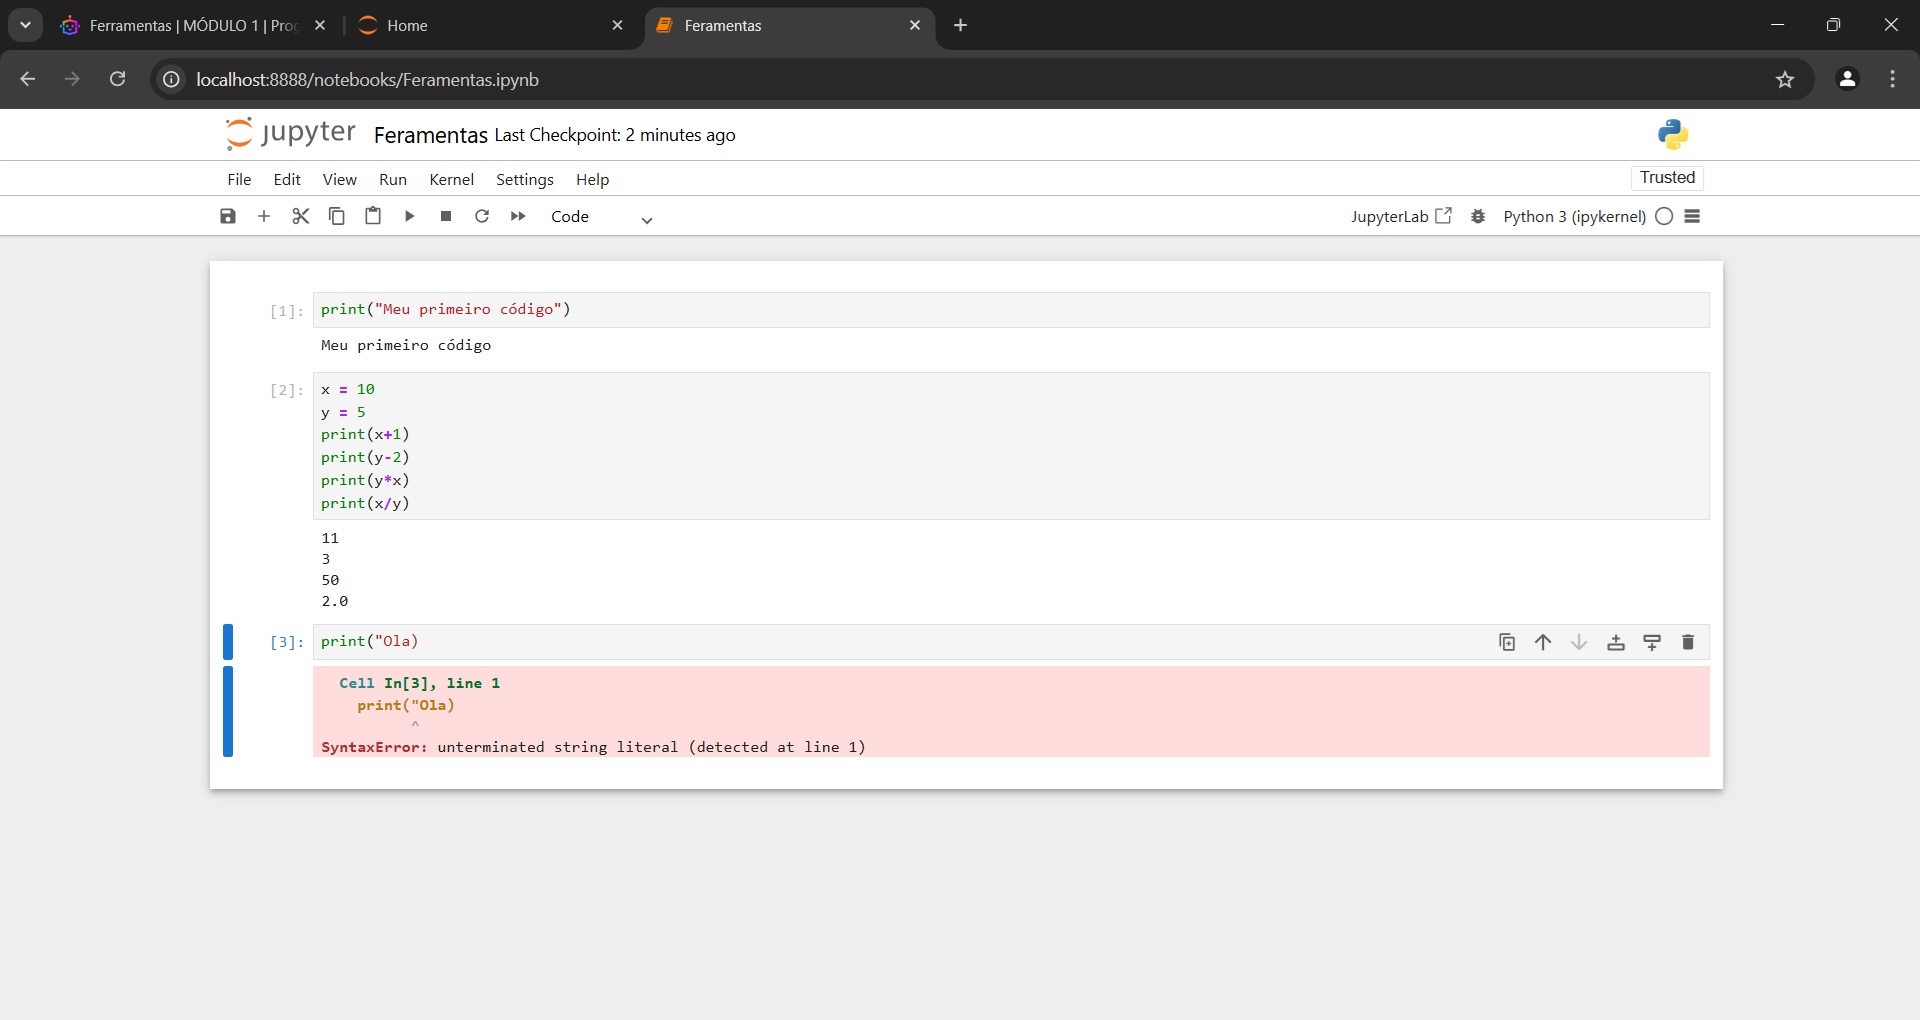 Ferramentas | MÓDULO 1 | Prog
Home
Feramentas
localhost:8888/notebooks/Feramentas.ipynb
jupyter Feramentas Last Checkpoint: 2 minutes ago
File Edit View Run Kernel Settings Help
Trusted
Code
JupyterLab
Python 3 (ipykernel)
[1]: print("Meu primeiro código")
Meu primeiro código
[2]: x = 10
y = 5
print(x+1)
print(y-2)
print(y*x)
print(x/y)
11
3
50
2.0
[3]: print("Ola)
Cell In[3], line 1
print("Ola)
^
SyntaxError: unterminated string literal (detected at line 1)